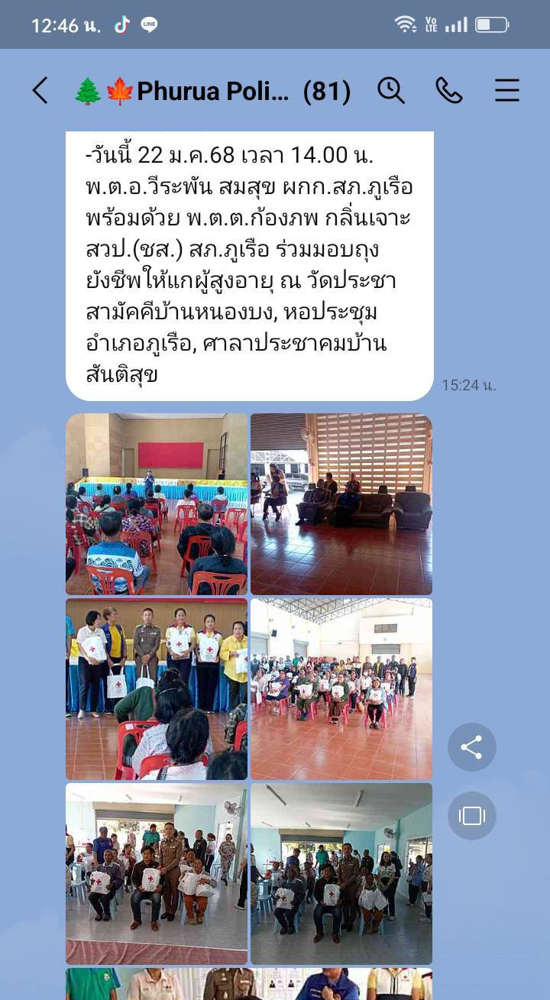 12:46 น.
LINE
Vo
LTE
🌲🍁Phurua Poli... (81)
-วันนี้ 22 ม.ค.68 เวลา 14.00 น.
พ.ต.อ.วีระพัน สมสุข ผกก.สภ.ภูเรือ
พร้อมด้วย พ.ต.ต.ก้องภพ กลิ่นเจาะ
สวป.(ชส.) สภ.ภูเรือ ร่วมมอบถุง
ยังชีพให้แกผู้สูงอายุ ณ วัดประชา
สามัคคีบ้านหนองบง, หอประชุม
อำเภอภูเรือ, ศาลาประชาคมบ้าน
สันติสุข
15:24 น.